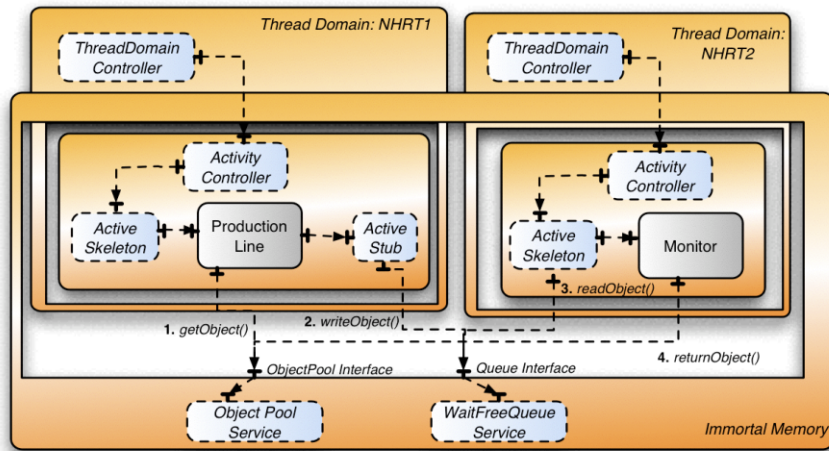 Thread Domain: NHRT1
ThreadDomain
Controller
Thread Domain:
NHRT2
ThreadDomain
Controller
Activity
Controller
Active
Skeleton
Production
Line
Active
Stub
Activity
Controller
Active
Skeleton
Monitor
1. getObject()
2. writeObject()
3. readObject()
4. returnObject()
ObjectPool Interface
Queue Interface
Object Pool
Service
WaitFreeQueue
Service
Immortal Memory